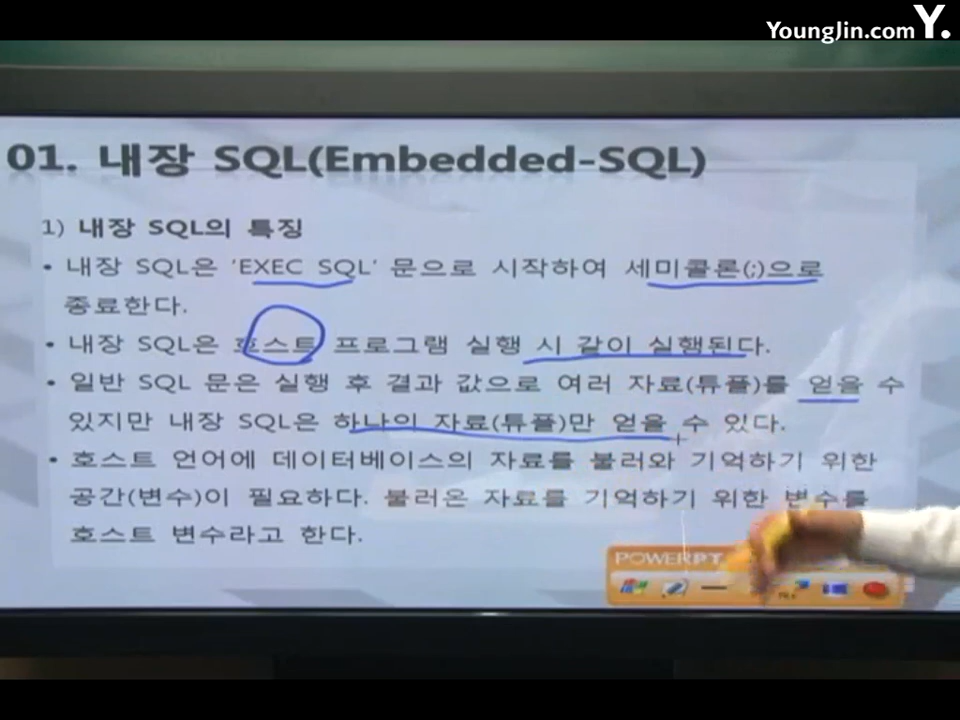 YoungJin.com Y.
01. 내장 SQL(Embedded-SQL)
1) 내장 SQL의 특징
• 내장 SQL은 'EXEC SQL' 문으로 시작하여 세미콜론(;)으로
종료한다.
• 내장 SQL은 호스트 프로그램 실행 시 같이 실행된다.
• 일반 SQL 문은 실행 후 결과 값으로 여러 자료(튜플)를 얻을 수
있지만 내장 SQL은 하나의 자료(튜플)만 얻을 수 있다.
• 호스트 언어에 데이터베이스의 자료를 불러와 기억하기 위한
공간(변수)이 필요하다. 불러온 자료를 기억하기 위한 변수를
호스트 변수라고 한다.